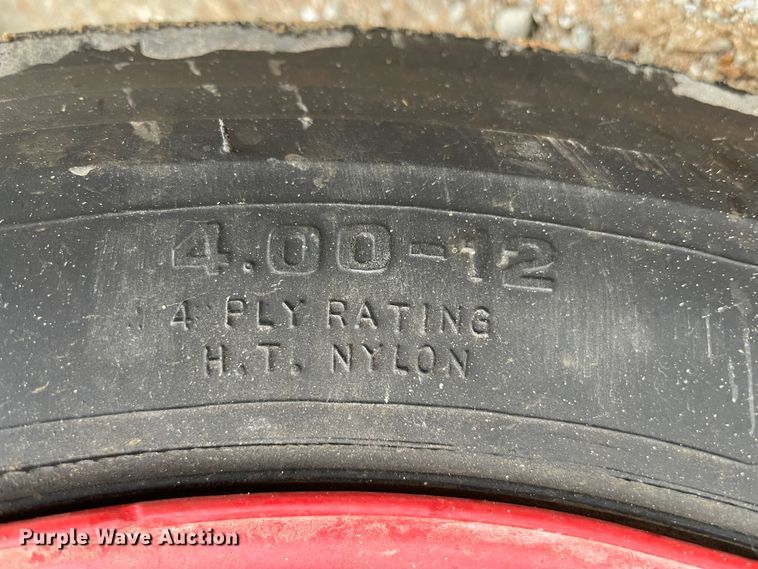 4.00-12
4 PLY RATING
H.T. NYLON
Purple Wave Auction